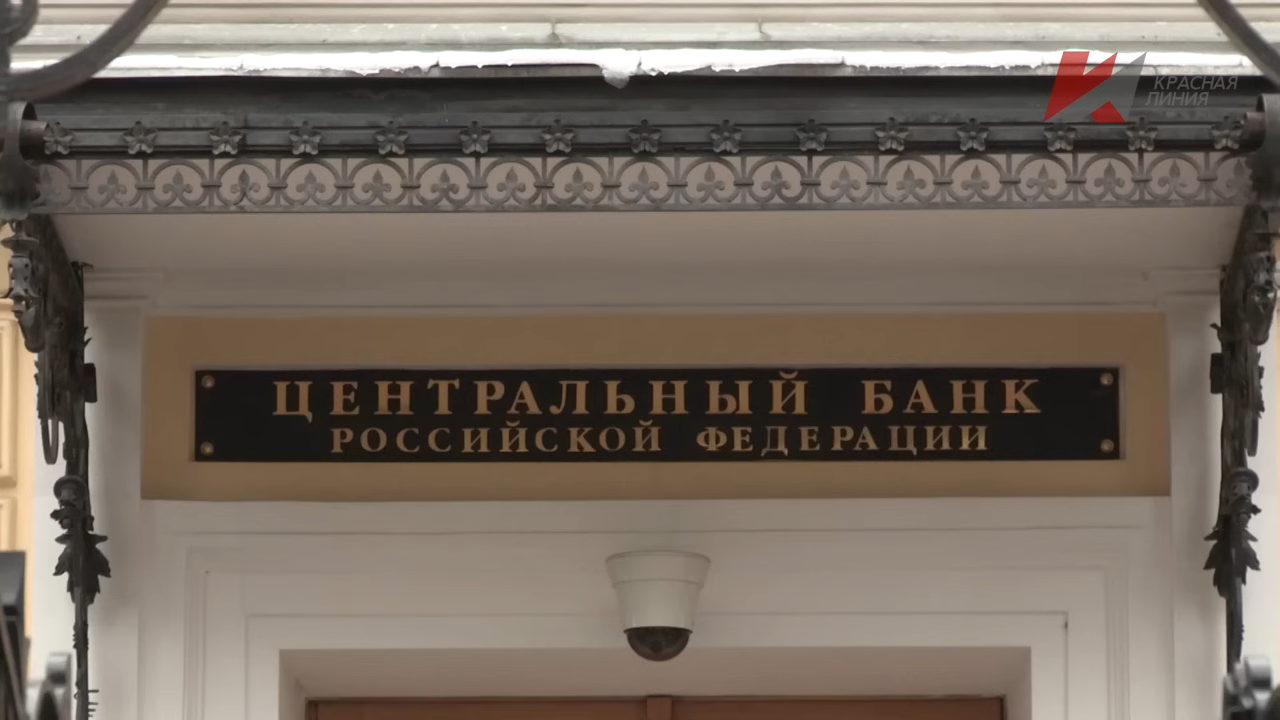 КРАСНАЯ
ЛИНИЯ
ЦЕНТРАЛЬНЫЙ БАНК
РОССИЙСКОЙ ФЕДЕРАЦИИ